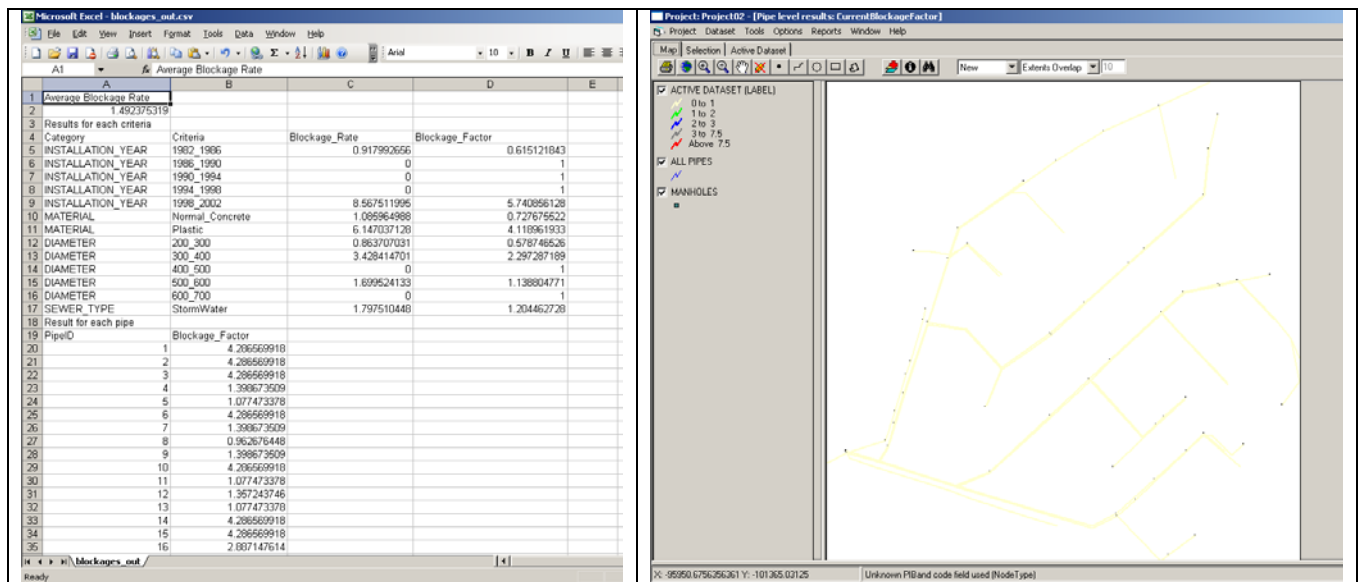 Microsoft Excel - blockages_out.csv
File Edit View Insert Format Tools Data Window Help
Arial 10 B I U
A1 fx Average Blockage Rate
A B C D E
1 Average Blockage Rate
2 1.492375319
3 Results for each criteria
4 Category Criteria Blockage_Rate Blockage_Factor
5 INSTALLATION_YEAR 1982_1986 0.917992656 0.615121843
6 INSTALLATION_YEAR 1986_1990 0 1
7 INSTALLATION_YEAR 1990_1994 0 1
8 INSTALLATION_YEAR 1994_1998 0 1
9 INSTALLATION_YEAR 1998_2002 8.567511995 5.740856128
10 MATERIAL Normal_Concrete 1.085964988 0.727675522
11 MATERIAL Plastic 6.147037128 4.118961933
12 DIAMETER 200_300 0.863707031 0.578746526
13 DIAMETER 300_400 3.428414701 2.297287189
14 DIAMETER 400_500 0 1
15 DIAMETER 500_600 1.699524133 1.138804771
16 DIAMETER 600_700 0 1
17 SEWER_TYPE StormWater 1.797510448 1.204462728
18 Result for each pipe
19 PipeID Blockage_Factor
20 1 4.286569918
21 2 4.286569918
22 3 4.286569918
23 4 1.398673509
24 5 1.077473378
25 6 4.286569918
26 7 1.398673509
27 8 0.962676448
28 9 1.398673509
29 10 4.286569918
30 11 1.077473378
31 12 1.357243746
32 13 1.077473378
33 14 4.286569918
34 15 4.286569918
35 16 2.887147614
blockages_out
Ready
Project: Project02 - [Pipe level results: CurrentBlockageFactor]
Project Dataset Tools Options Reports Window Help
Map Selection Active Dataset
New Extents Overlap 10
ACTIVE DATASET (LABEL)
0 to 1
1 to 2
2 to 3
3 to 7.5
Above 7.5
ALL PIPES
MANHOLES
X: -95950.6756356361 Y: -101365.03125 Unknown PIBand code field used (NodeType)